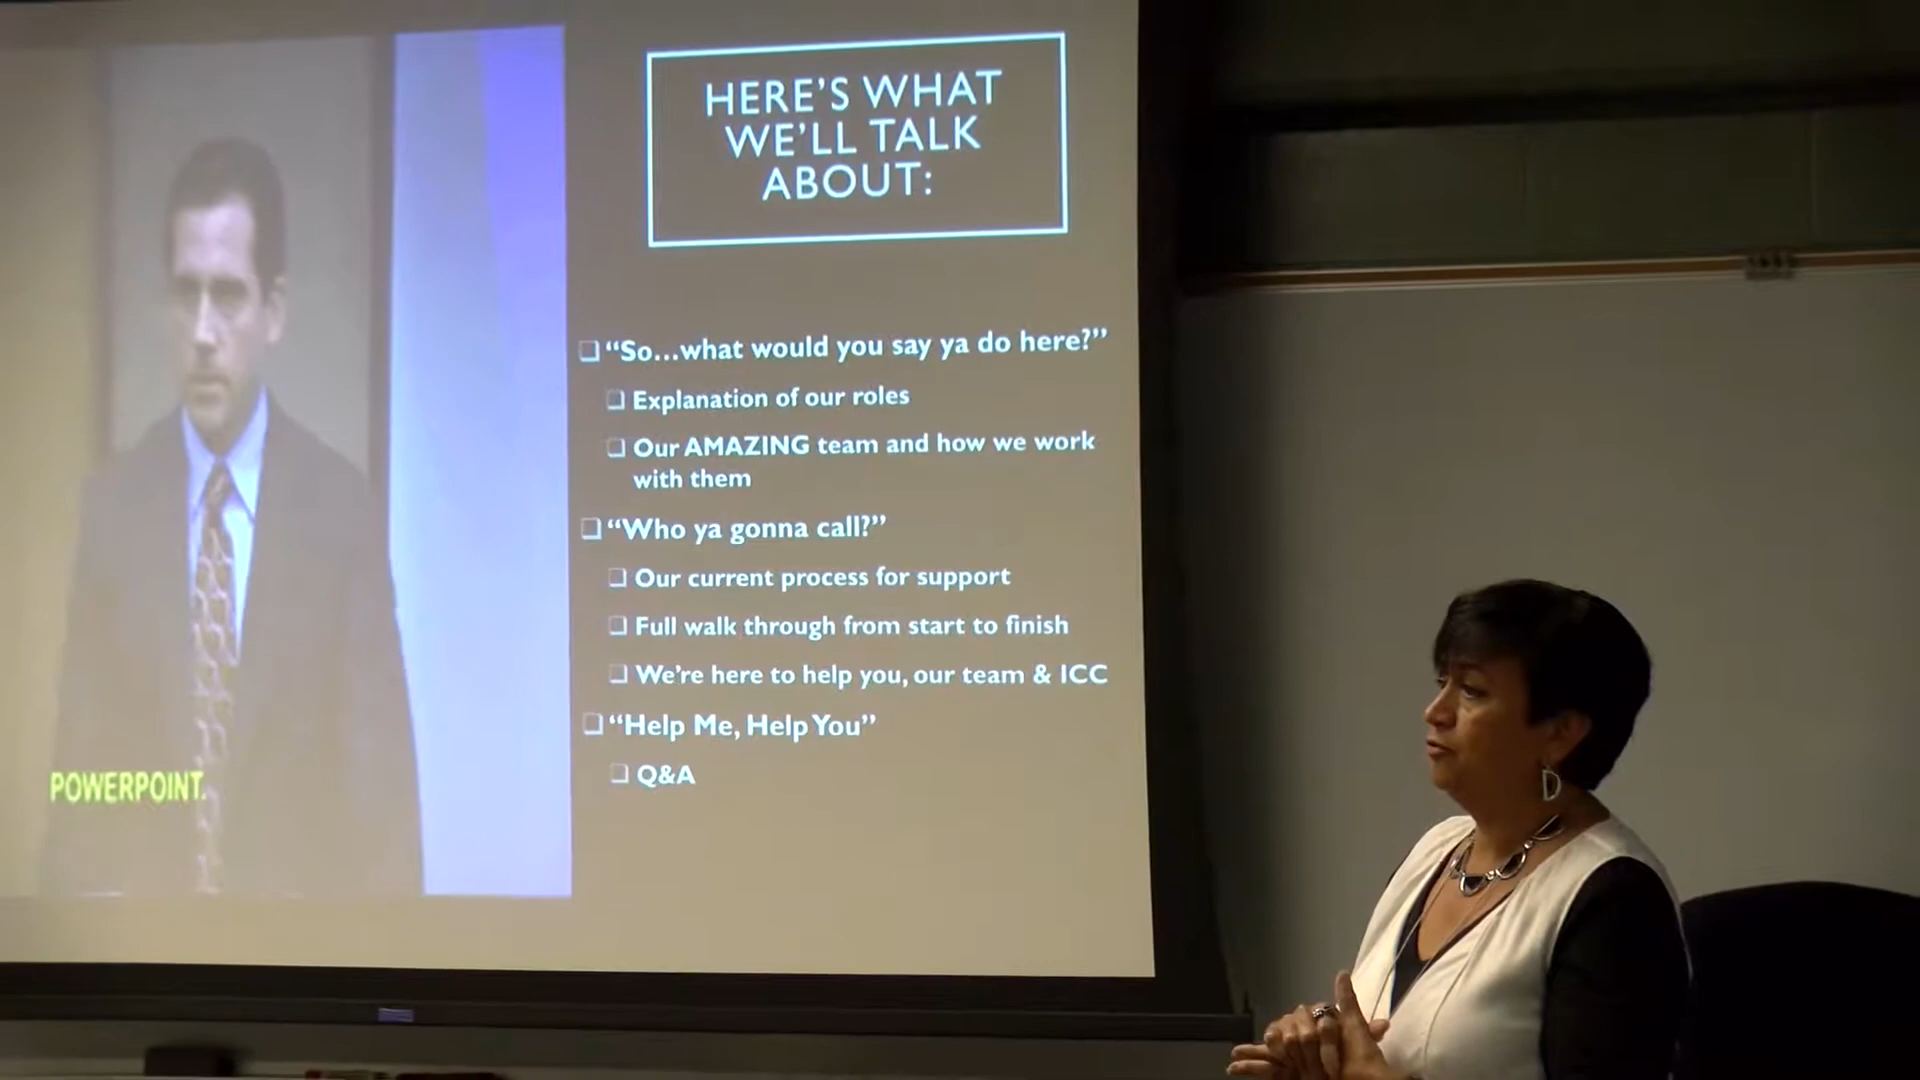 HERE'S WHAT
WE'LL TALK
ABOUT:
❑ “So...what would you say ya do here?”
❑ Explanation of our roles
❑ Our AMAZING team and how we work
with them
❑ “Who ya gonna call?”
❑ Our current process for support
❑ Full walk through from start to finish
❑ We're here to help you, our team & ICC
❑ “Help Me, Help You”
❑ Q&A
POWERPOINT.